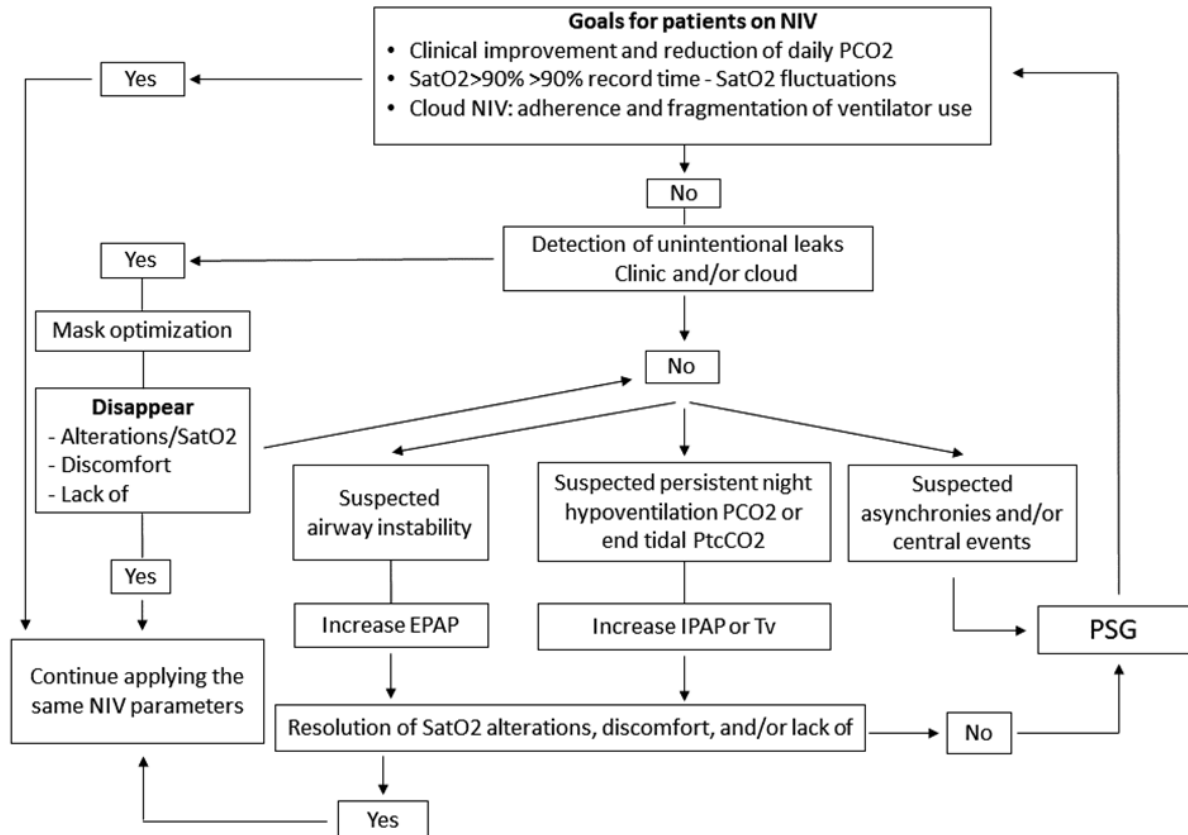 Goals for patients on NIV
• Clinical improvement and reduction of daily PCO2
• SatO2>90% >90% record time - SatO2 fluctuations
• Cloud NIV: adherence and fragmentation of ventilator use
Yes
No
Detection of unintentional leaks
Clinic and/or cloud
Yes
Mask optimization
No
Disappear
- Alterations/SatO2
- Discomfort
- Lack of
Suspected
airway instability
Suspected persistent night
hypoventilation PCO2 or
end tidal PtcCO2
Suspected
asynchronies and/or
central events
Yes
Increase EPAP
Increase IPAP or Tv
PSG
Continue applying the
same NIV parameters
Resolution of SatO2 alterations, discomfort, and/or lack of
No
Yes